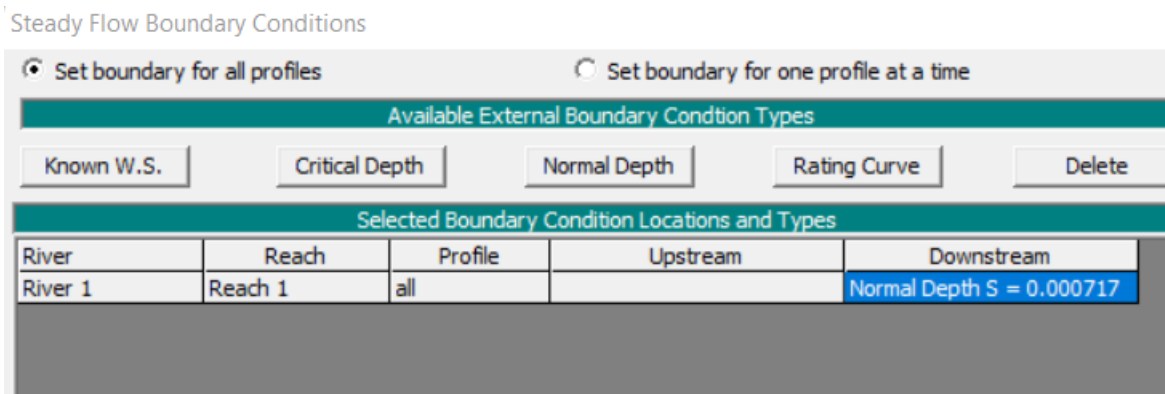 Steady Flow Boundary Conditions
Set boundary for all profiles Set boundary for one profile at a time
Available External Boundary Condtion Types
Known W.S. Critical Depth Normal Depth Rating Curve Delete
Selected Boundary Condition Locations and Types
River Reach Profile Upstream Downstream
River 1 Reach 1 all Normal Depth S = 0.000717